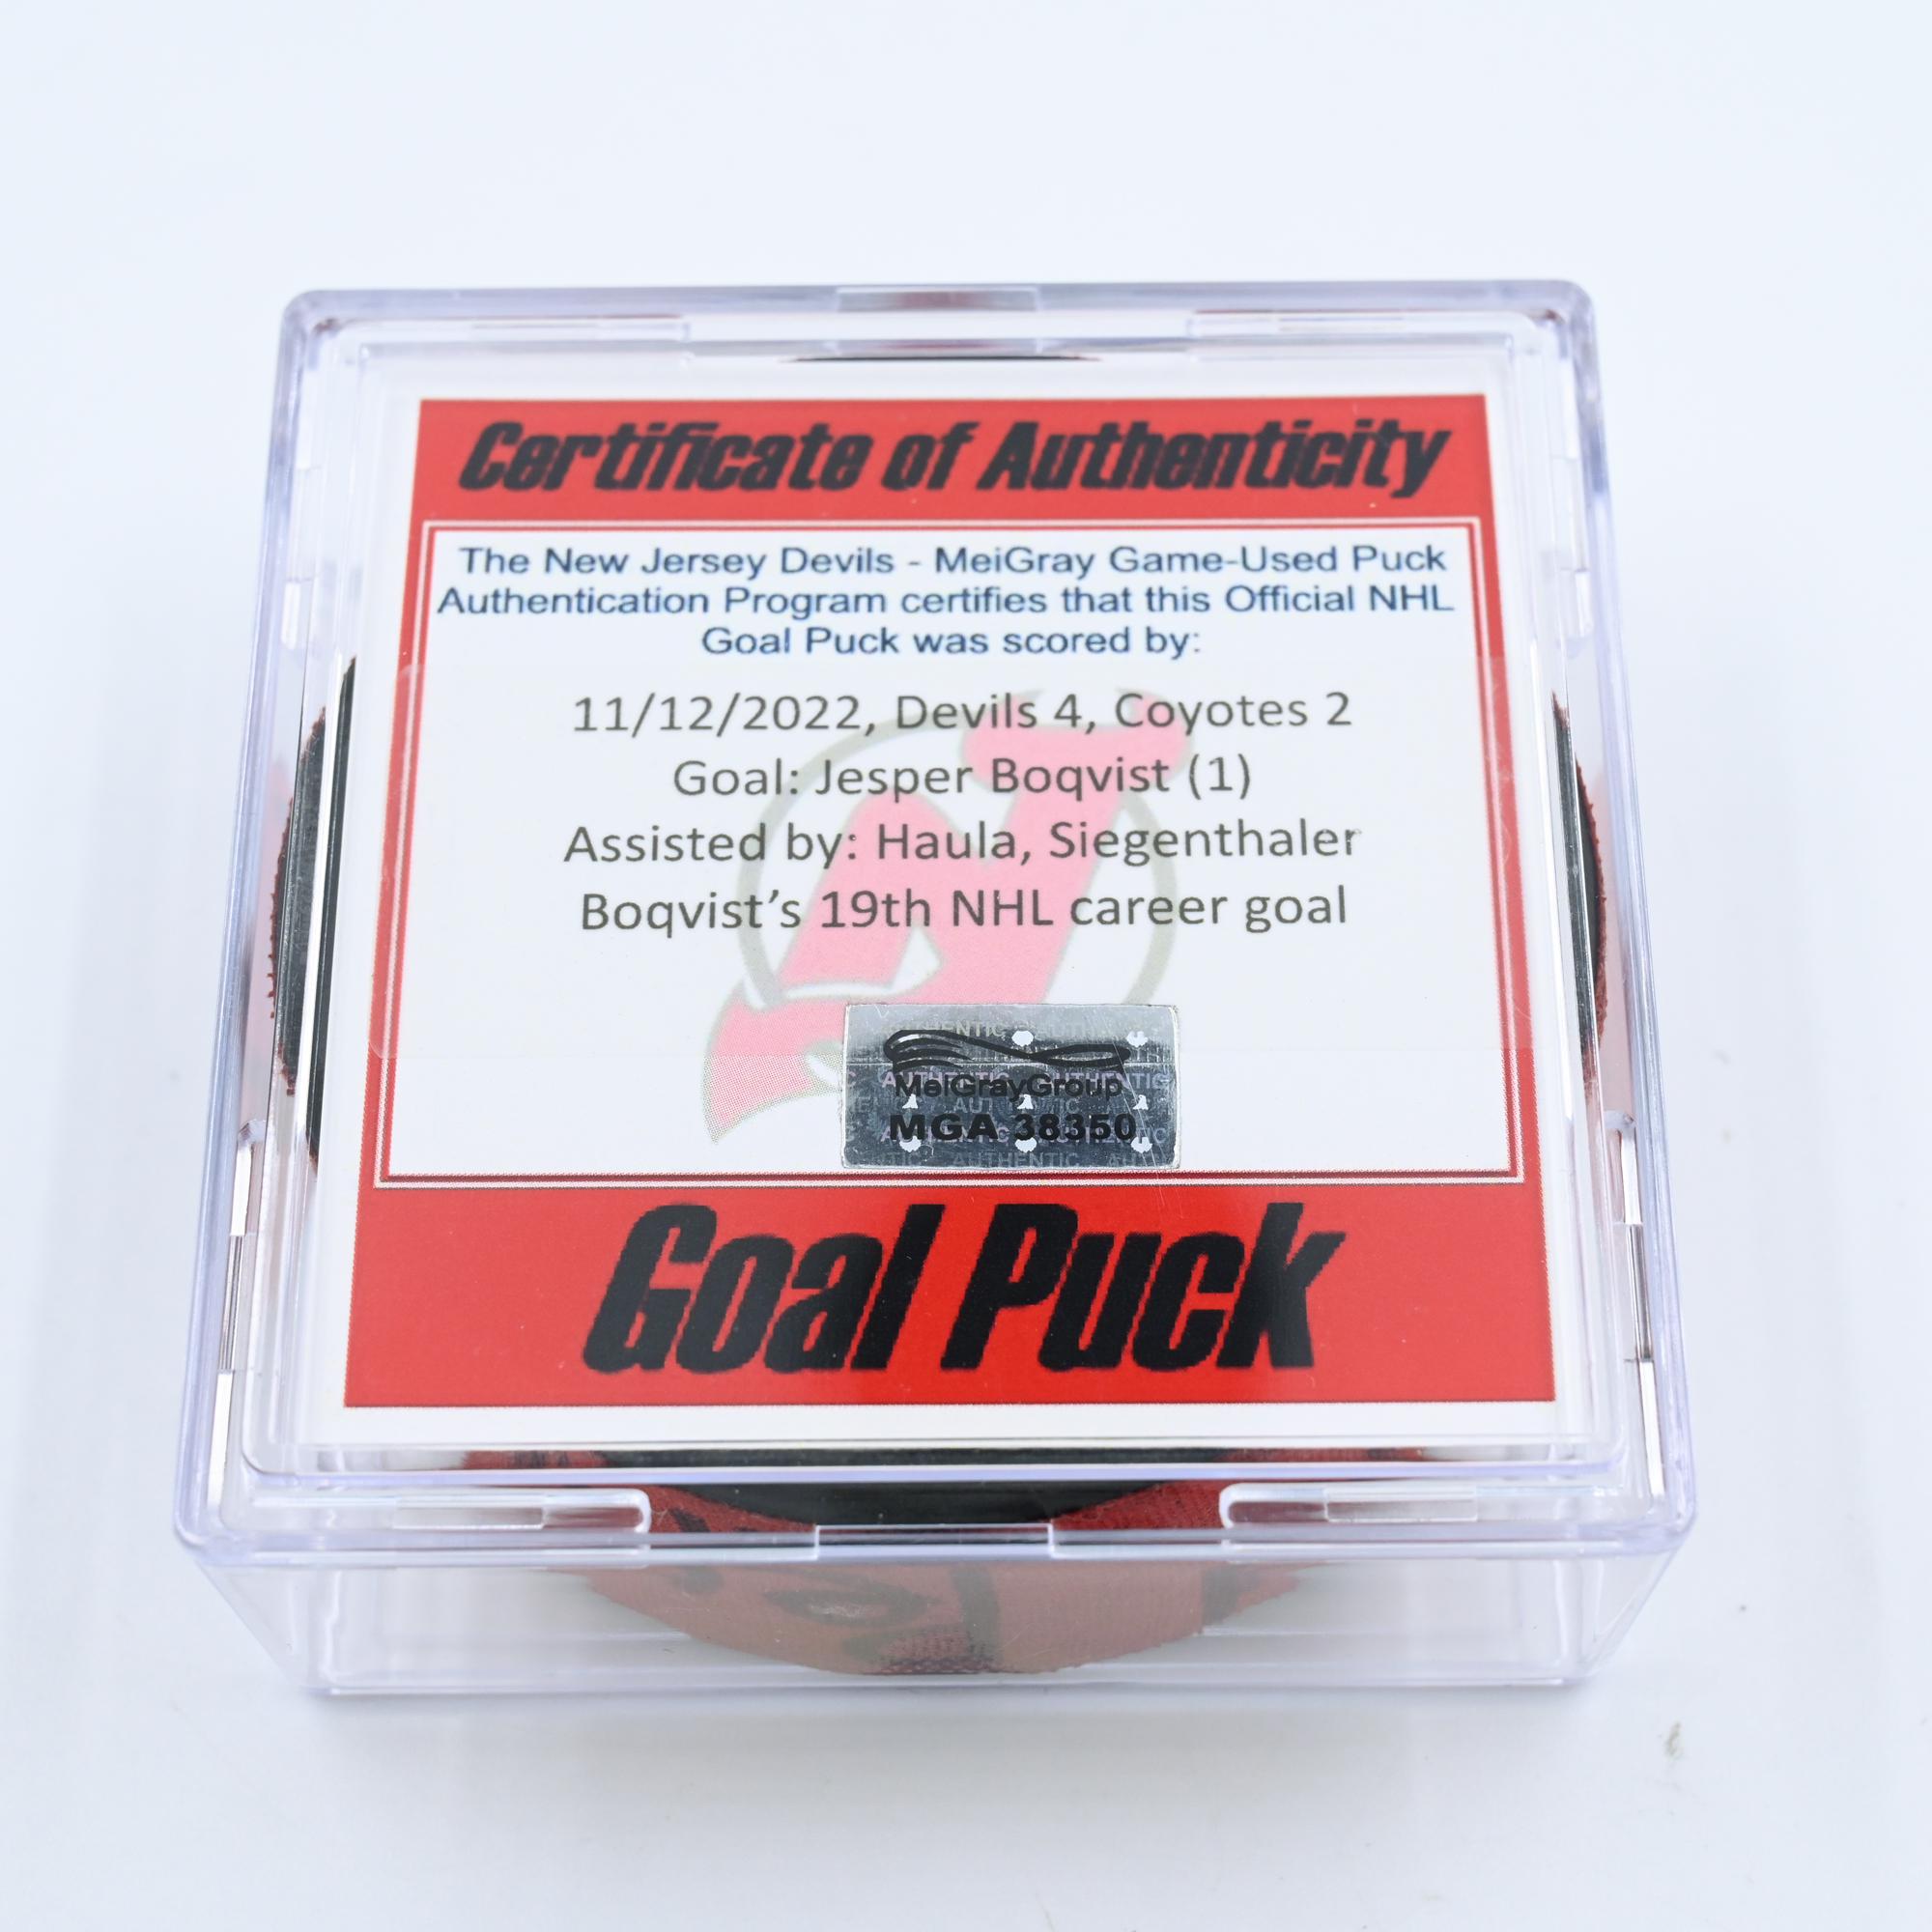 Certificate of Authenticity
The New Jersey Devils - MeiGray Game-Used Puck
Authentication Program certifies that this Official NHL
Goal Puck was scored by:
11/12/2022, Devils 4, Coyotes 2
Goal: Jesper Boqvist (1)
Assisted by: Haula, Siegenthaler
Boqvist's 19th NHL career goal
MeiGrayGroup
MGA 38350
Goal Puck